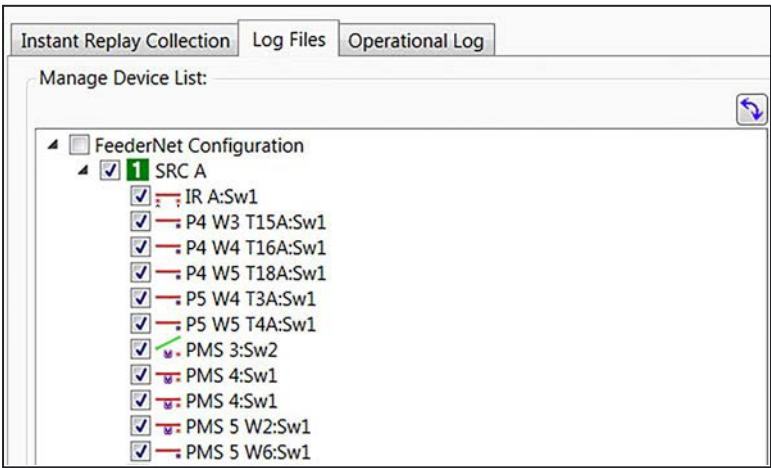 Instant Replay Collection Log Files Operational Log
Manage Device List:
FeederNet Configuration
1 SRC A
IR A:Sw1
P4 W3 T15A:Sw1
P4 W4 T16A:Sw1
P4 W5 T18A:Sw1
P5 W4 T3A:Sw1
P5 W5 T4A:Sw1
PMS 3:Sw2
PMS 4:Sw1
PMS 4:Sw1
PMS 5 W2:Sw1
PMS 5 W6:Sw1